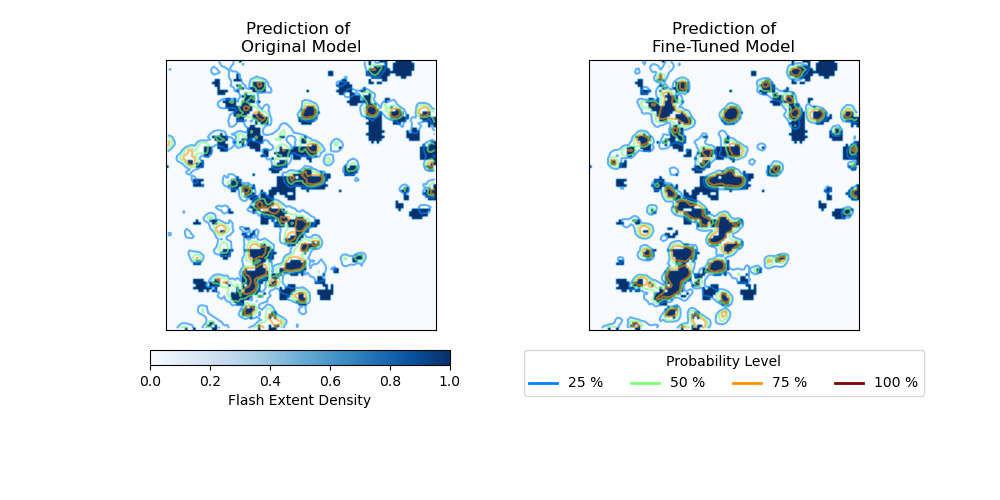 Prediction of
Original Model
Prediction of
Fine-Tuned Model
0.0 0.2 0.4 0.6 0.8 1.0
Flash Extent Density
Probability Level
25 % 50 % 75 % 100 %